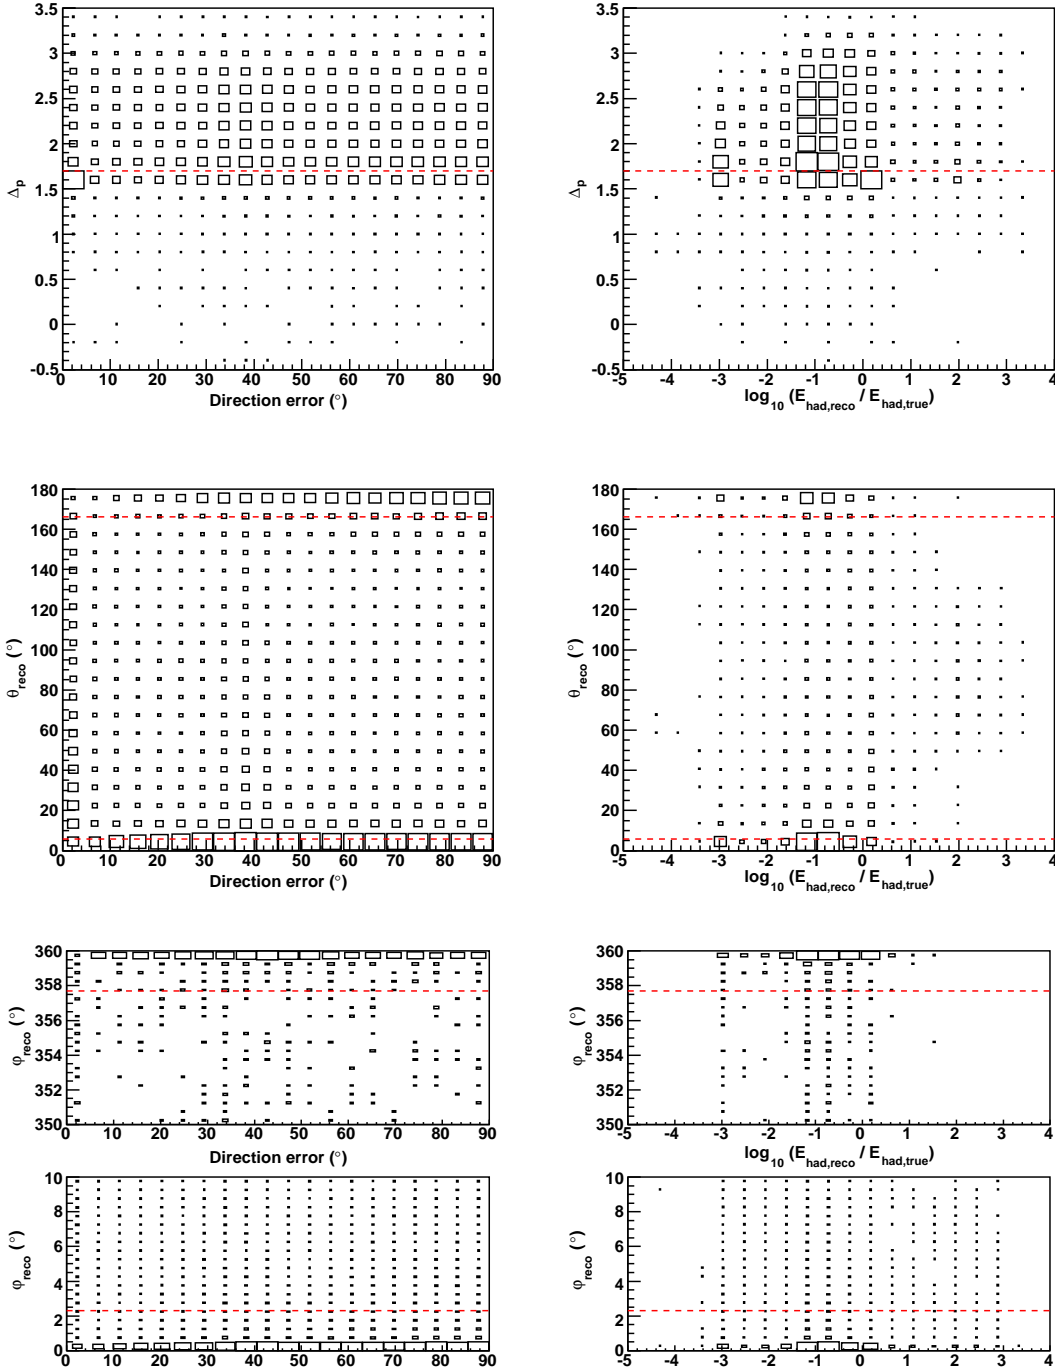 3.5
3
2.5
2
1.5
1
0.5
0
-0.5
Δp
0 10 20 30 40 50 60 70 80 90
Direction error (°)
3.5
3
2.5
2
1.5
1
0.5
0
-0.5
Δp
-5 -4 -3 -2 -1 0 1 2 3 4
log10 (Ehad,reco / Ehad,true)
180
160
140
120
100
80
60
40
20
0
θreco (°)
0 10 20 30 40 50 60 70 80 90
Direction error (°)
180
160
140
120
100
80
60
40
20
0
θreco (°)
-5 -4 -3 -2 -1 0 1 2 3 4
log10 (Ehad,reco / Ehad,true)
360
358
356
354
352
350
φreco (°)
0 10 20 30 40 50 60 70 80 90
Direction error (°)
360
358
356
354
352
350
φreco (°)
-5 -4 -3 -2 -1 0 1 2 3 4
log10 (Ehad,reco / Ehad,true)
10
8
6
4
2
0
φreco (°)
0 10 20 30 40 50 60 70 80 90
10
8
6
4
2
0
φreco (°)
-5 -4 -3 -2 -1 0 1 2 3 4